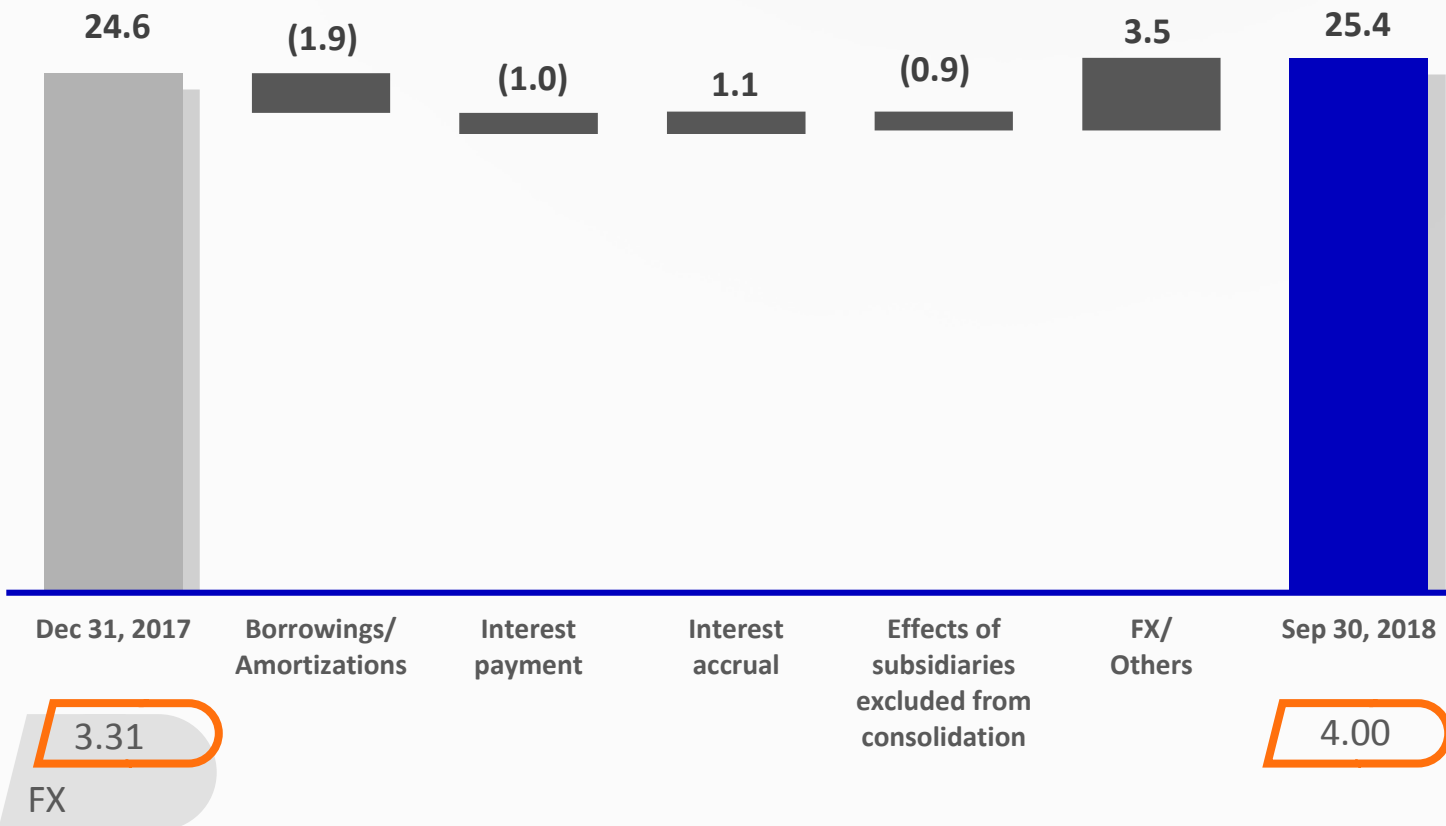 24.6
(1.9)
(1.0)
1.1
(0.9)
3.5
25.4
Dec 31, 2017
Borrowings/
Amortizations
Interest
payment
Interest
accrual
Effects of
subsidiaries
excluded from
consolidation
FX/
Others
Sep 30, 2018
3.31
4.00
FX